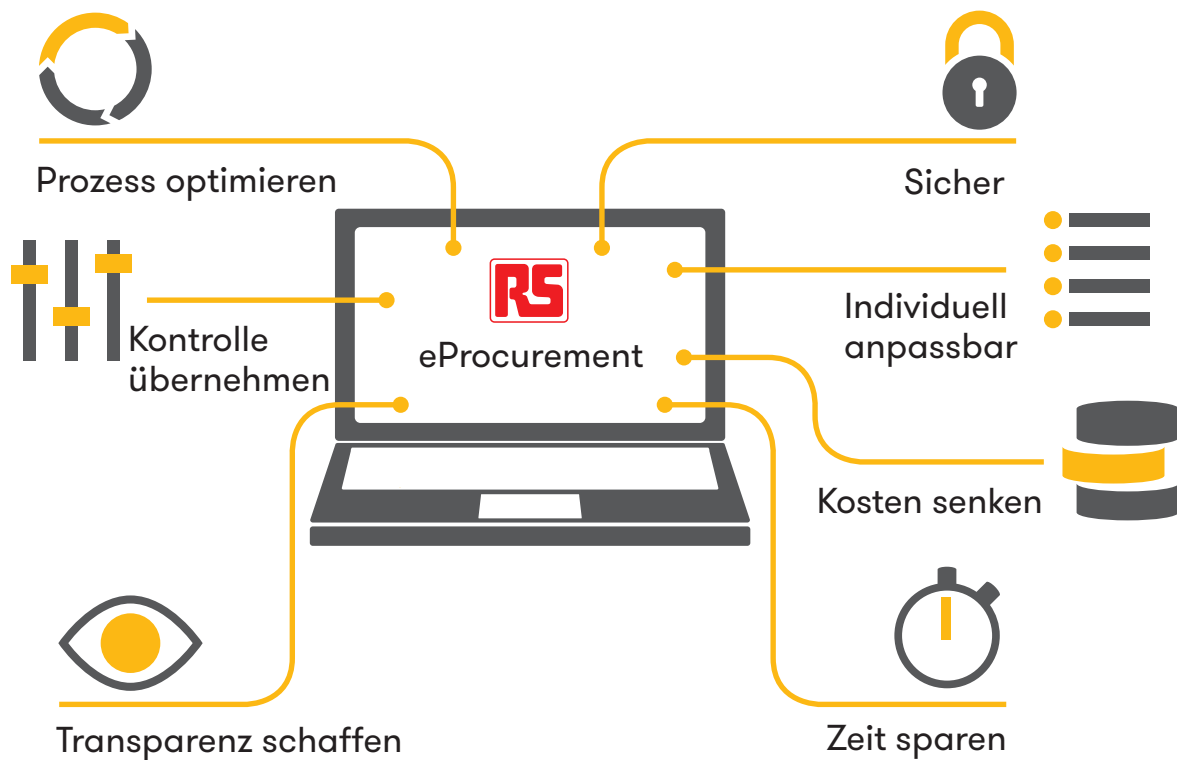 Prozess optimieren
Sicher
RS
eProcurement
Kontrolle
übernehmen
Individuell
anpassbar
Kosten senken
Transparenz schaffen
Zeit sparen